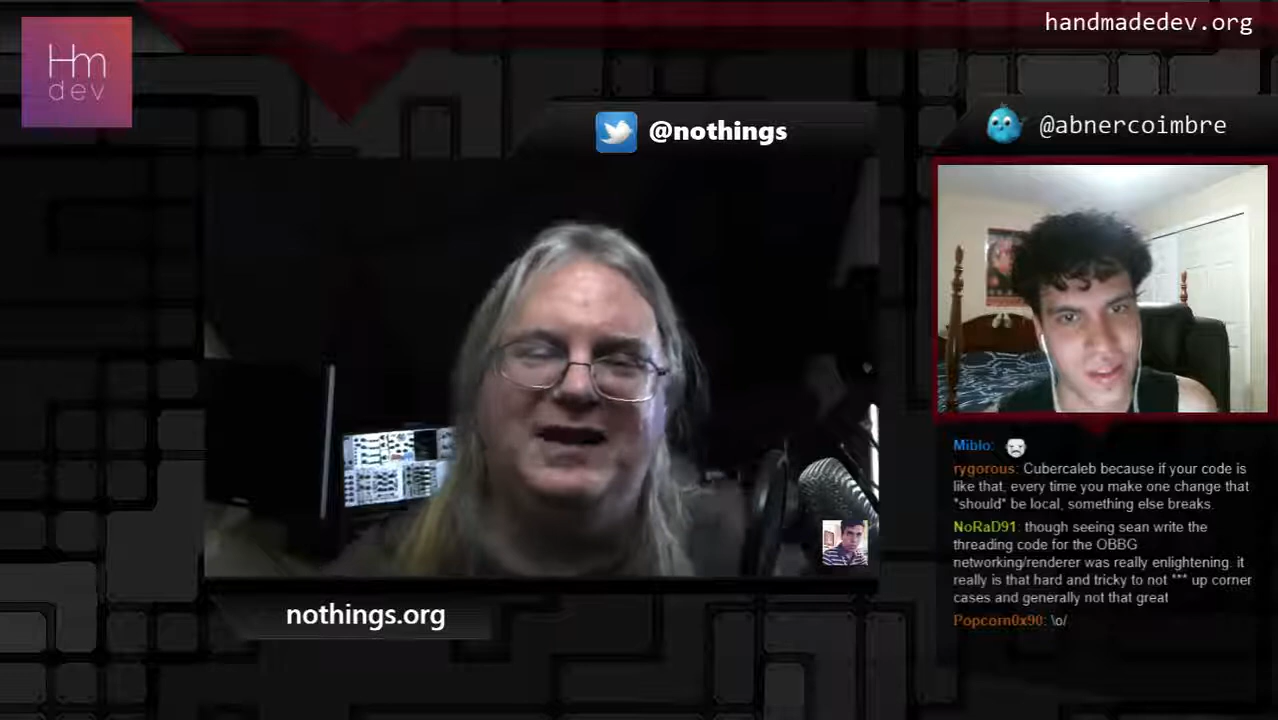 handmadedev.org
Hm
dev
@nothings
@abnercoimbre
Miblo:
rygorous: Cubercaleb because if your code is
like that, every time you make one change that
*should* be local, something else breaks.
NoRaD91: though seeing sean write the
threading code for the OBBG
networking/renderer was really enlightening. it
really is that hard and tricky to not *** up corner
cases and generally not that great
Popcorn0x90: \o/
nothings.org